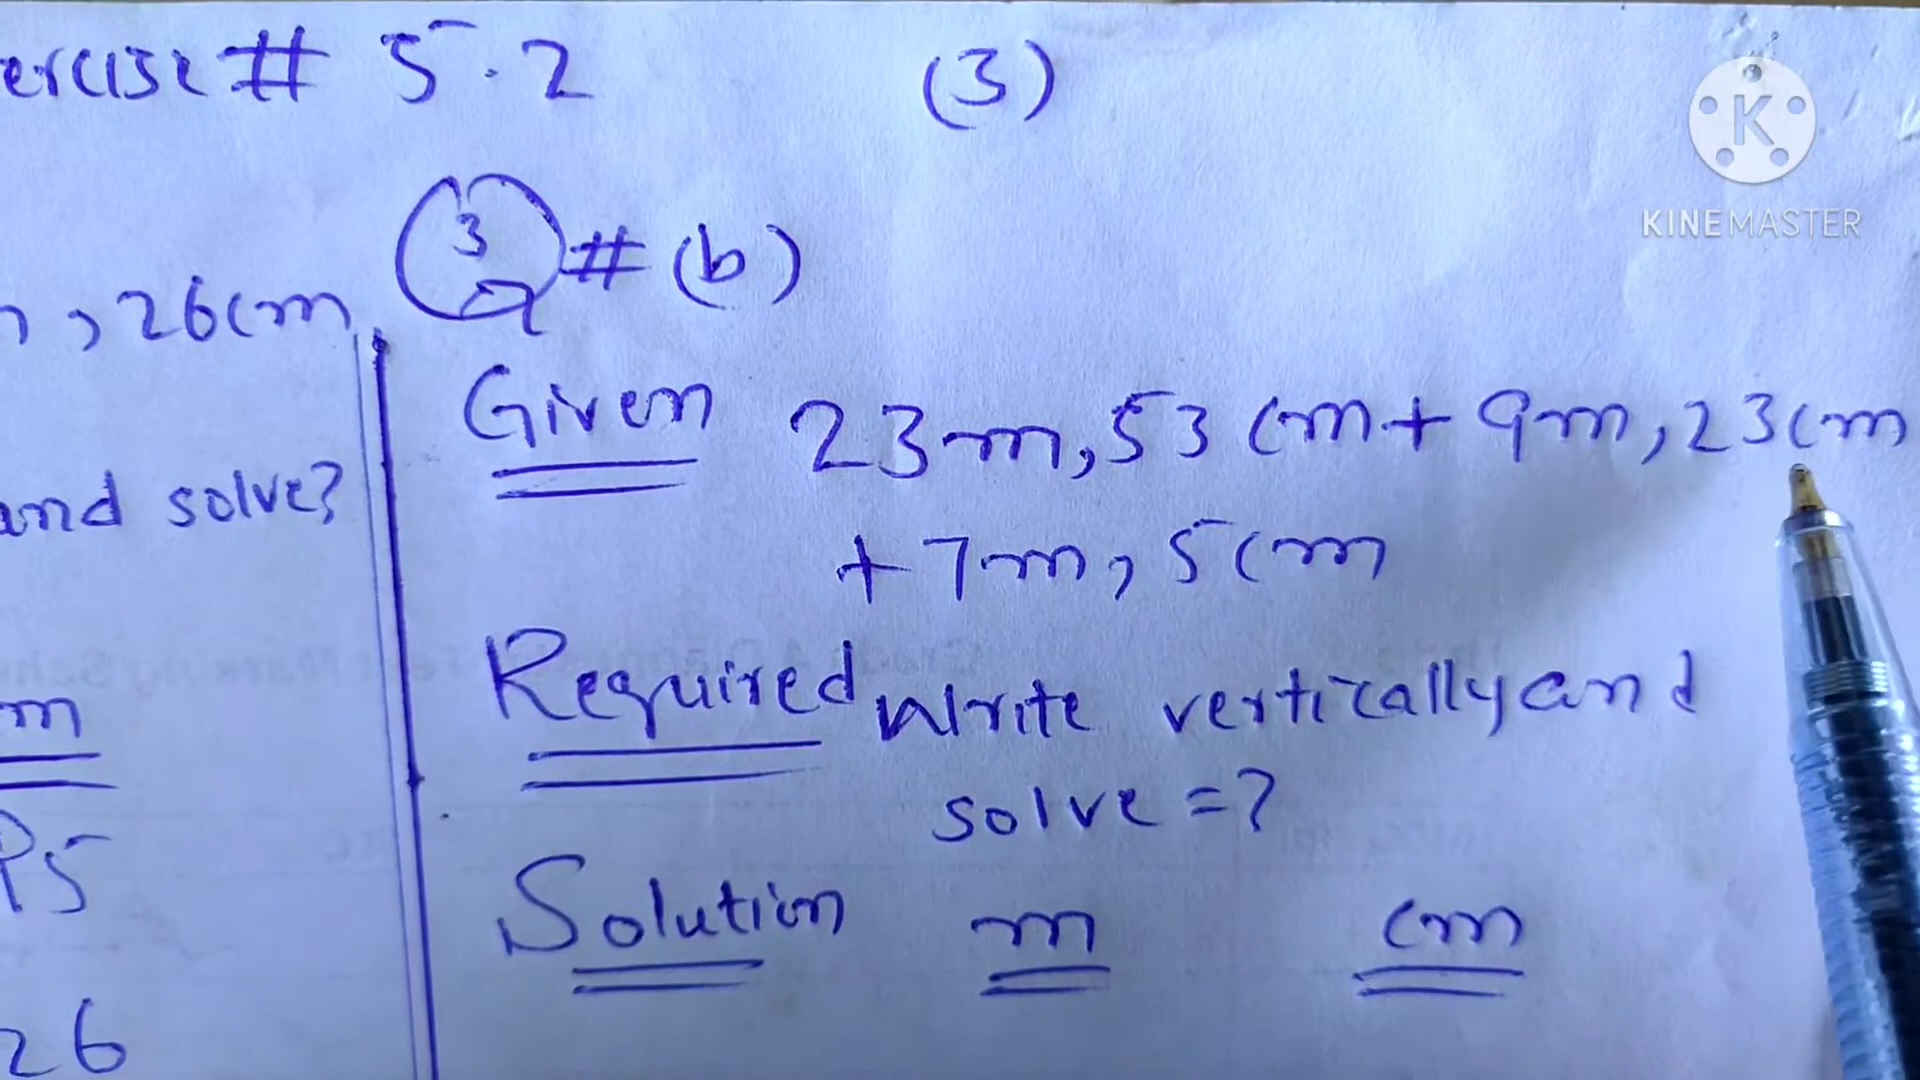 ercise # 5.2 (3)
K
KINEMASTER
Q3 # (b)
, 26cm
Given 23m,53cm + 9m,23cm
+ 7m, 5cm
and solve?
Required Write vertically and
m
solve = ?
Solution m cm
26